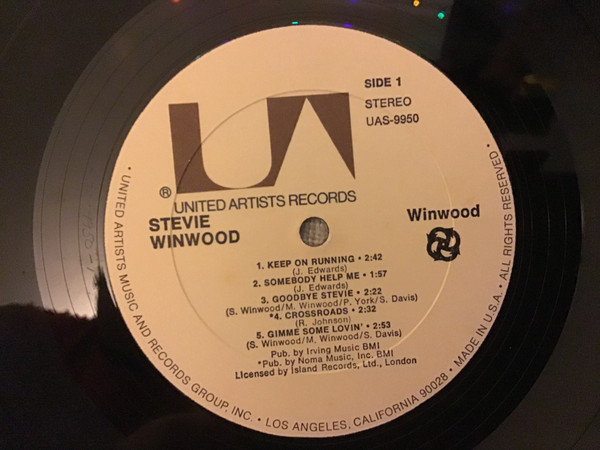 SIDE 1
STEREO
UAS-9950
UA
®
UNITED ARTISTS RECORDS
STEVIE
WINWOOD
Winwood
1. KEEP ON RUNNING • 2:42
(J. Edwards)
2. SOMEBODY HELP ME • 1:57
(J. Edwards)
3. GOODBYE STEVIE • 2:22
(S. Winwood/M. Winwood/P. York/S. Davis)
*4. CROSSROADS • 2:32
(R. Johnson)
5. GIMME SOME LOVIN' • 2:53
(S. Winwood/M. Winwood/S. Davis)
Pub. by Irving Music BMI
*Pub. by Noma Music, Inc. BMI
Licensed by Island Records, Ltd., London
• UNITED ARTISTS MUSIC AND RECORDS GROUP, INC. • LOS ANGELES, CALIFORNIA 90028 • MADE IN U.S.A. • ALL RIGHTS RESERVED •